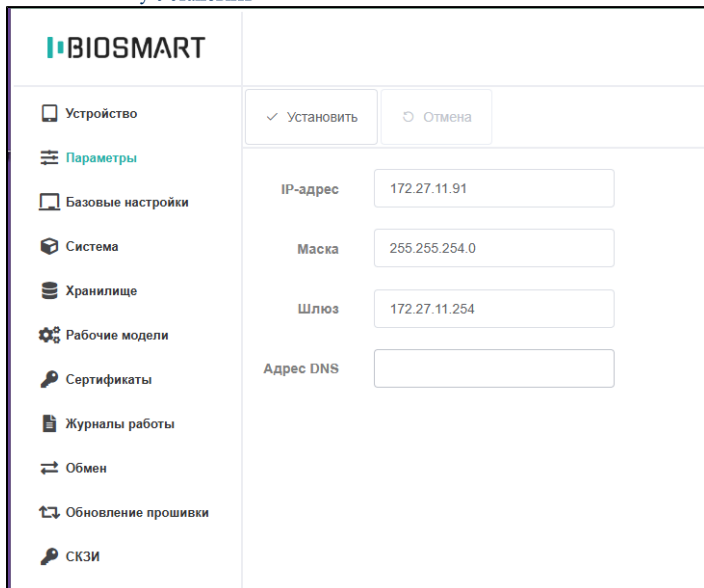 BIOSMART
Устройство
Параметры
Базовые настройки
Система
Хранилище
Рабочие модели
Сертификаты
Журналы работы
Обмен
Обновление прошивки
СКЗИ
Установить
Отмена
IP-адрес 172.27.11.91
Маска 255.255.254.0
Шлюз 172.27.11.254
Адрес DNS